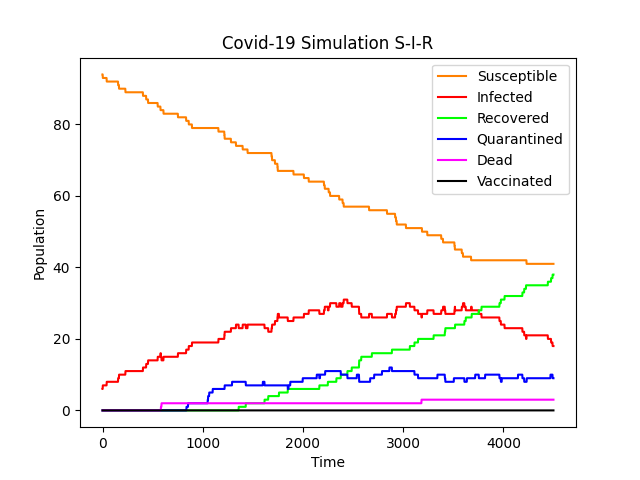 Covid-19 Simulation S-I-R
Susceptible
Infected
Recovered
Quarantined
Dead
Vaccinated
Population
80
60
40
20
0
0 1000 2000 3000 4000
Time